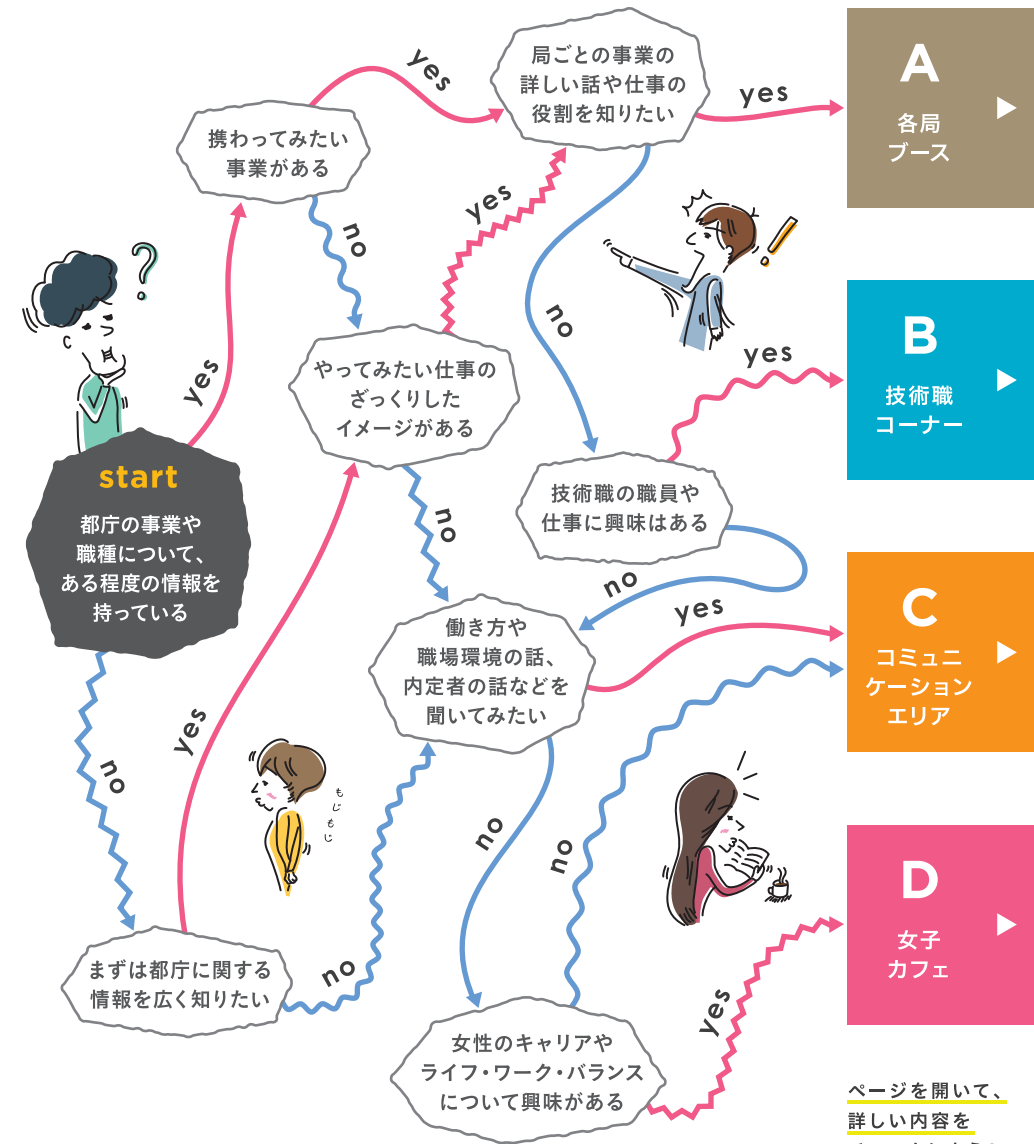 start
都庁の事業や
職種について、
ある程度の情報を
持っている
yes
no
携わってみたい
事業がある
yes
no
まずは都庁に関する
情報を広く知りたい
yes
no
やってみたい仕事の
ざっくりした
イメージがある
yes
no
局ごとの事業の
詳しい話や仕事の
役割を知りたい
yes
no
技術職の職員や
仕事に興味はある
yes
no
働き方や
職場環境の話、
内定者の話などを
聞いてみたい
yes
no
女性のキャリアや
ライフ・ワーク・バランス
について興味がある
yes
no
もじもじ
A
各局
ブース
B
技術職
コーナー
C
コミュニ
ケーション
エリア
D
女子
カフェ
ページを開いて、
詳しい内容を